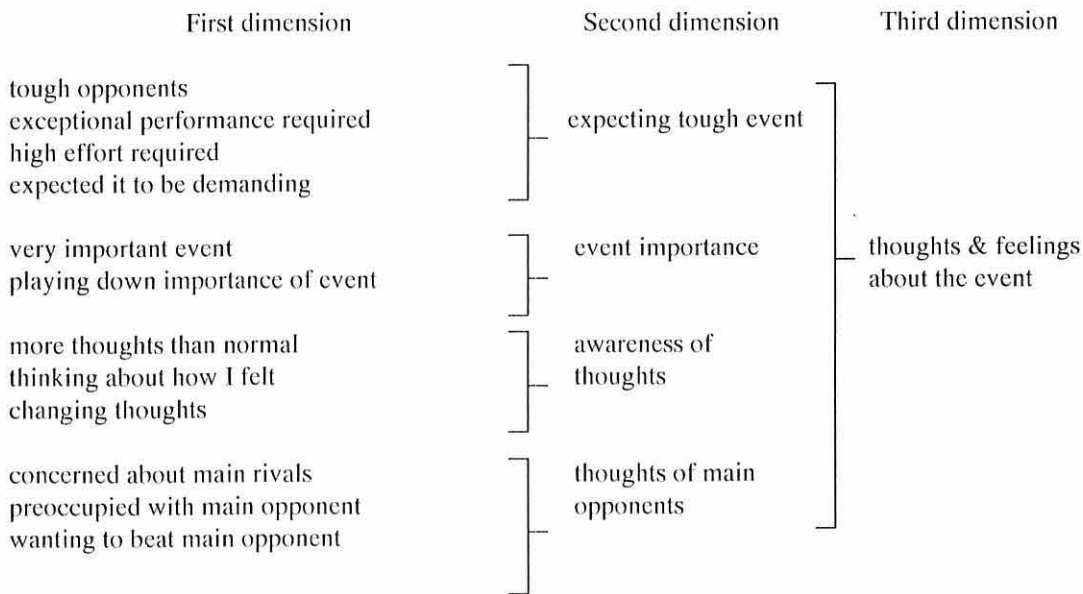 First dimension
Second dimension
Third dimension
tough opponents
exceptional performance required
high effort required
expected it to be demanding
expecting tough event
very important event
playing down importance of event
event importance
thoughts & feelings
about the event
more thoughts than normal
thinking about how I felt
changing thoughts
awareness of
thoughts
concerned about main rivals
preoccupied with main opponent
wanting to beat main opponent
thoughts of main
opponents